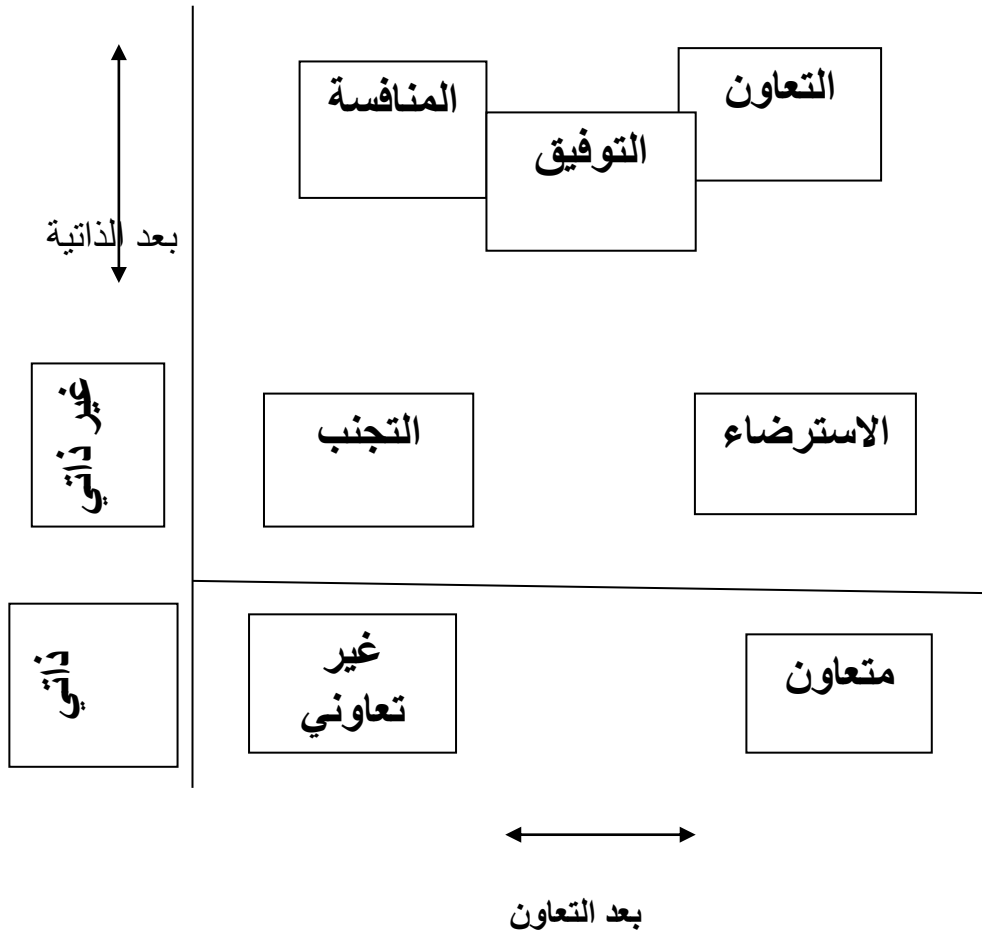 التعاون
المنافسة
التوفيق
بعد الذاتية
غير ذاتي
التجنب
الاسترضاء
ذاتي
غير
تعاوني
متعاون
بعد التعاون